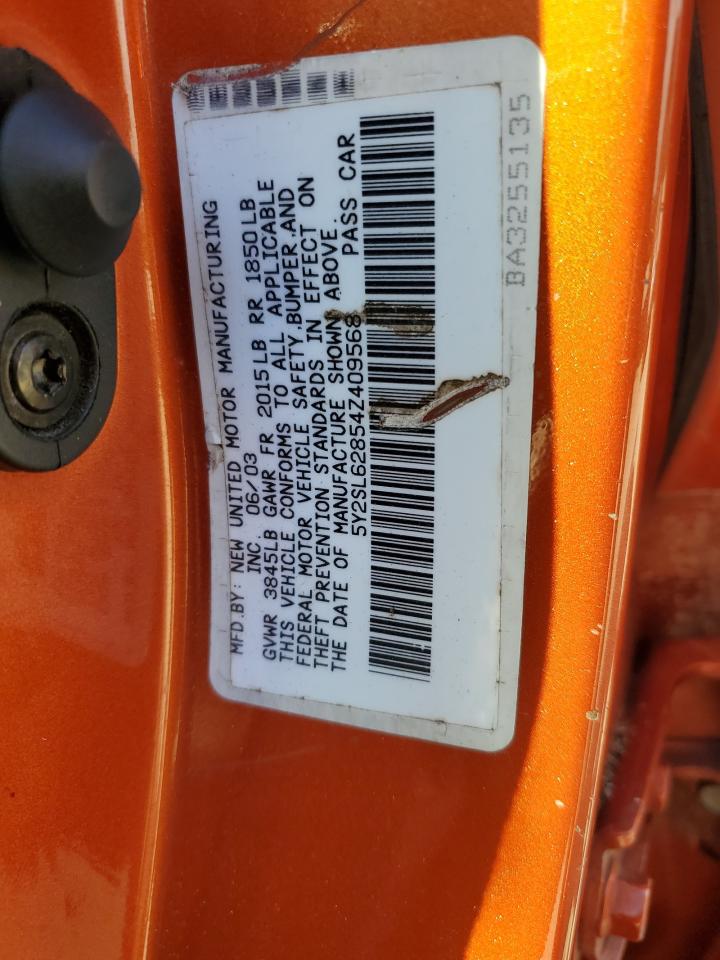 MFD.BY: NEW UNITED MOTOR MANUFACTURING
INC. 06/03
GVWR 3845LB GAWR FR 2015LB RR 1850LB
THIS VEHICLE CONFORMS TO ALL APPLICABLE
FEDERAL MOTOR VEHICLE SAFETY,BUMPER,AND
THEFT PREVENTION STANDARDS IN EFFECT ON
THE DATE OF MANUFACTURE SHOWN ABOVE.
5Y2SL62854Z409568 PASS CAR
BA3255135